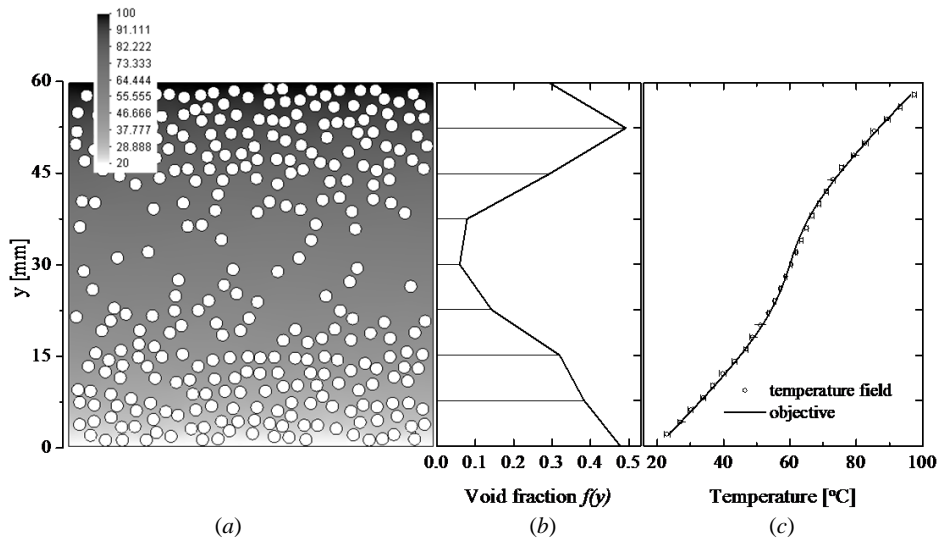 100
91.111
82.222
73.333
64.444
55.555
46.666
37.777
28.888
20
60
45
30
15
0
y [mm]
0.0 0.1 0.2 0.3 0.4 0.5
Void fraction f(y)
temperature field
objective
20 40 60 80 100
Temperature [°C]
(a) (b) (c)